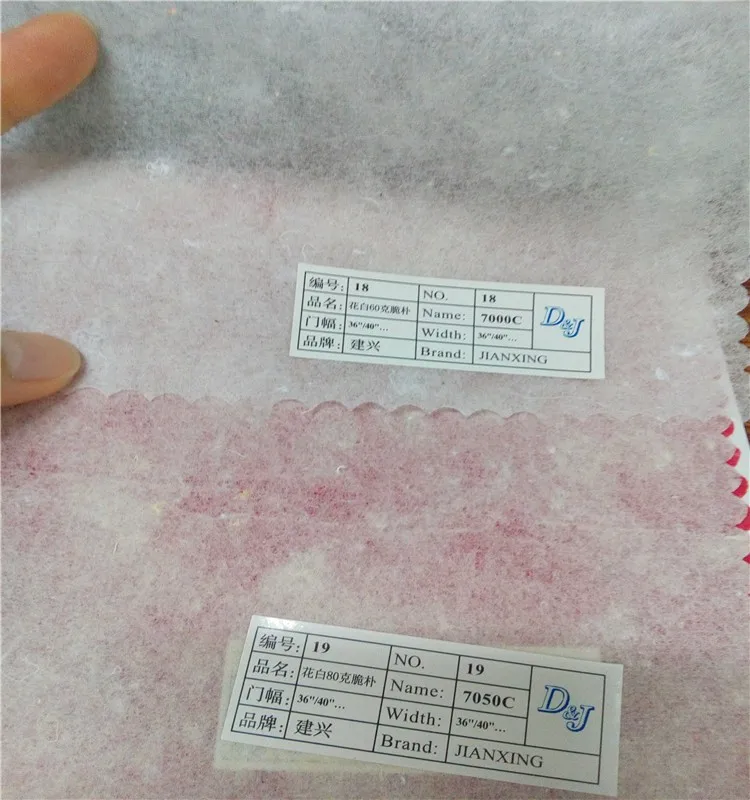 编号: 18 NO. 18 D&J
品名: 花白60克脆朴 Name: 7000C
门幅: 36"/40"... Width: 36"/40"...
品牌: 建兴 Brand: JIANXING
编号: 19 NO. 19 D&J
品名: 花白80克脆朴 Name: 7050C
门幅: 36"/40"... Width: 36"/40"...
品牌: 建兴 Brand: JIANXING